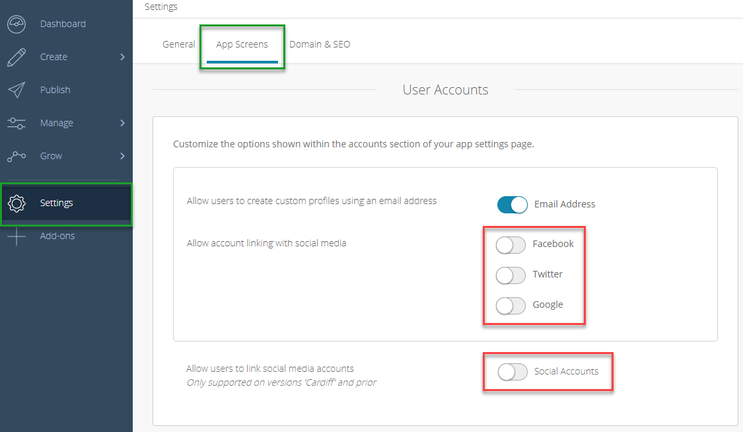 Settings
Dashboard
Create
Publish
Manage
Grow
Settings
Add-ons
General
App Screens
Domain & SEO
User Accounts
Customize the options shown within the accounts section of your app settings page.
Allow users to create custom profiles using an email address
Email Address
Allow account linking with social media
Facebook
Twitter
Google
Allow users to link social media accounts
Only supported on versions 'Cardiff' and prior
Social Accounts